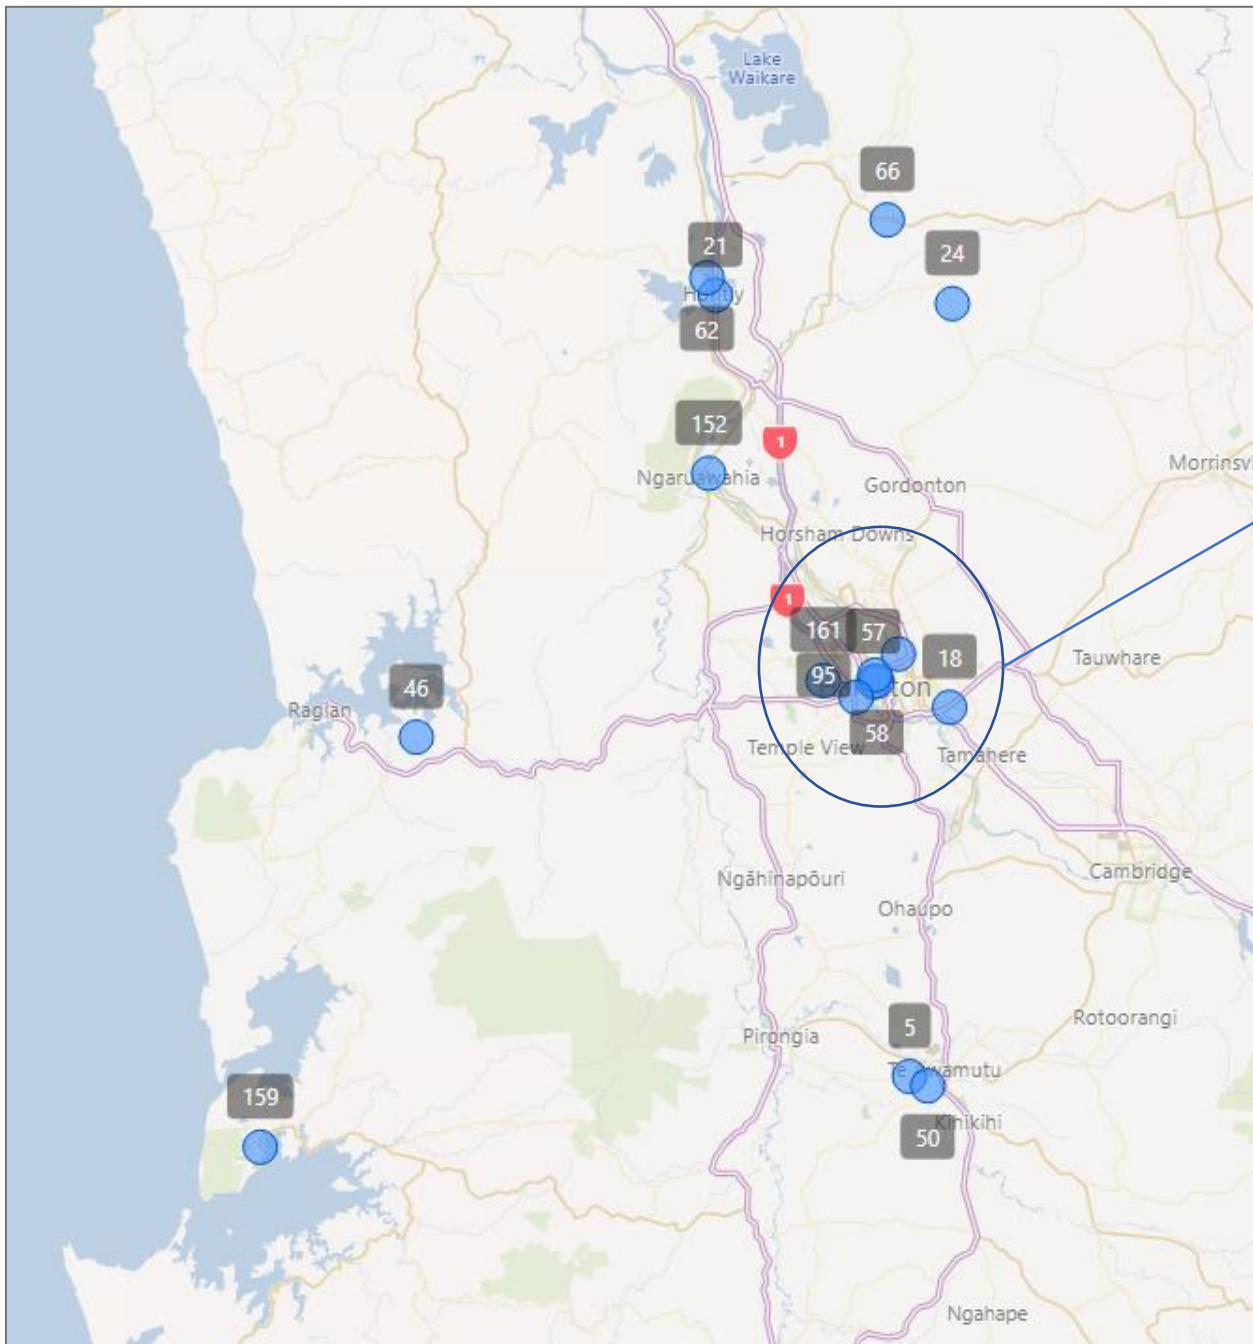 Lake
Waikare
66
21
24
62
152
1
Morrinsvi
Ngaruawahia
Gordonton
Horsham Downs
1
161
57
18
Tauwhare
95
46
Raglan
58
Temple View
Tamahere
Cambridge
Ngāhinapōuri
Ohaupo
5
Rotoorangi
Pirongia
159
Kihikihi
50
Ngahape